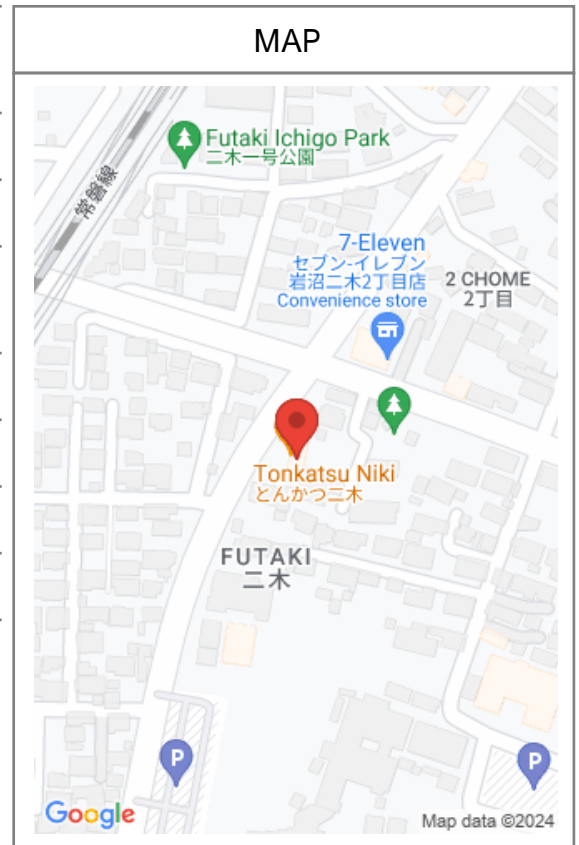 MAP
Futaki Ichigo Park
二木一号公園
常磐線
7-Eleven
セブン-イレブン
岩沼二木2丁目店
Convenience store
2 CHOME
2丁目
Tonkatsu Niki
とんかつ二木
FUTAKI
二木
P
P
Google
Map data ©2024